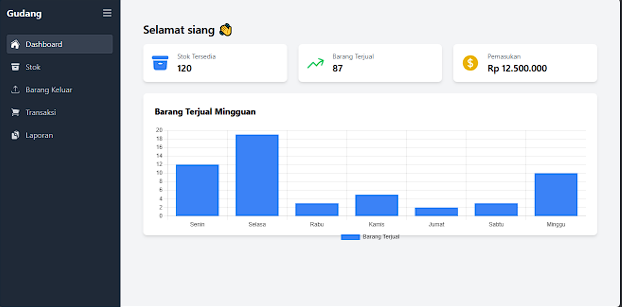 Gudang
Dashboard
Stok
Barang Keluar
Transaksi
Laporan
Selamat siang 👋
Stok Tersedia
120
Barang Terjual
87
Pemasukan
Rp 12.500.000
Barang Terjual Mingguan
20
18
16
14
12
10
8
6
4
2
0
Senin Selasa Rabu Kamis Jumat Sabtu Minggu
Barang Terjual